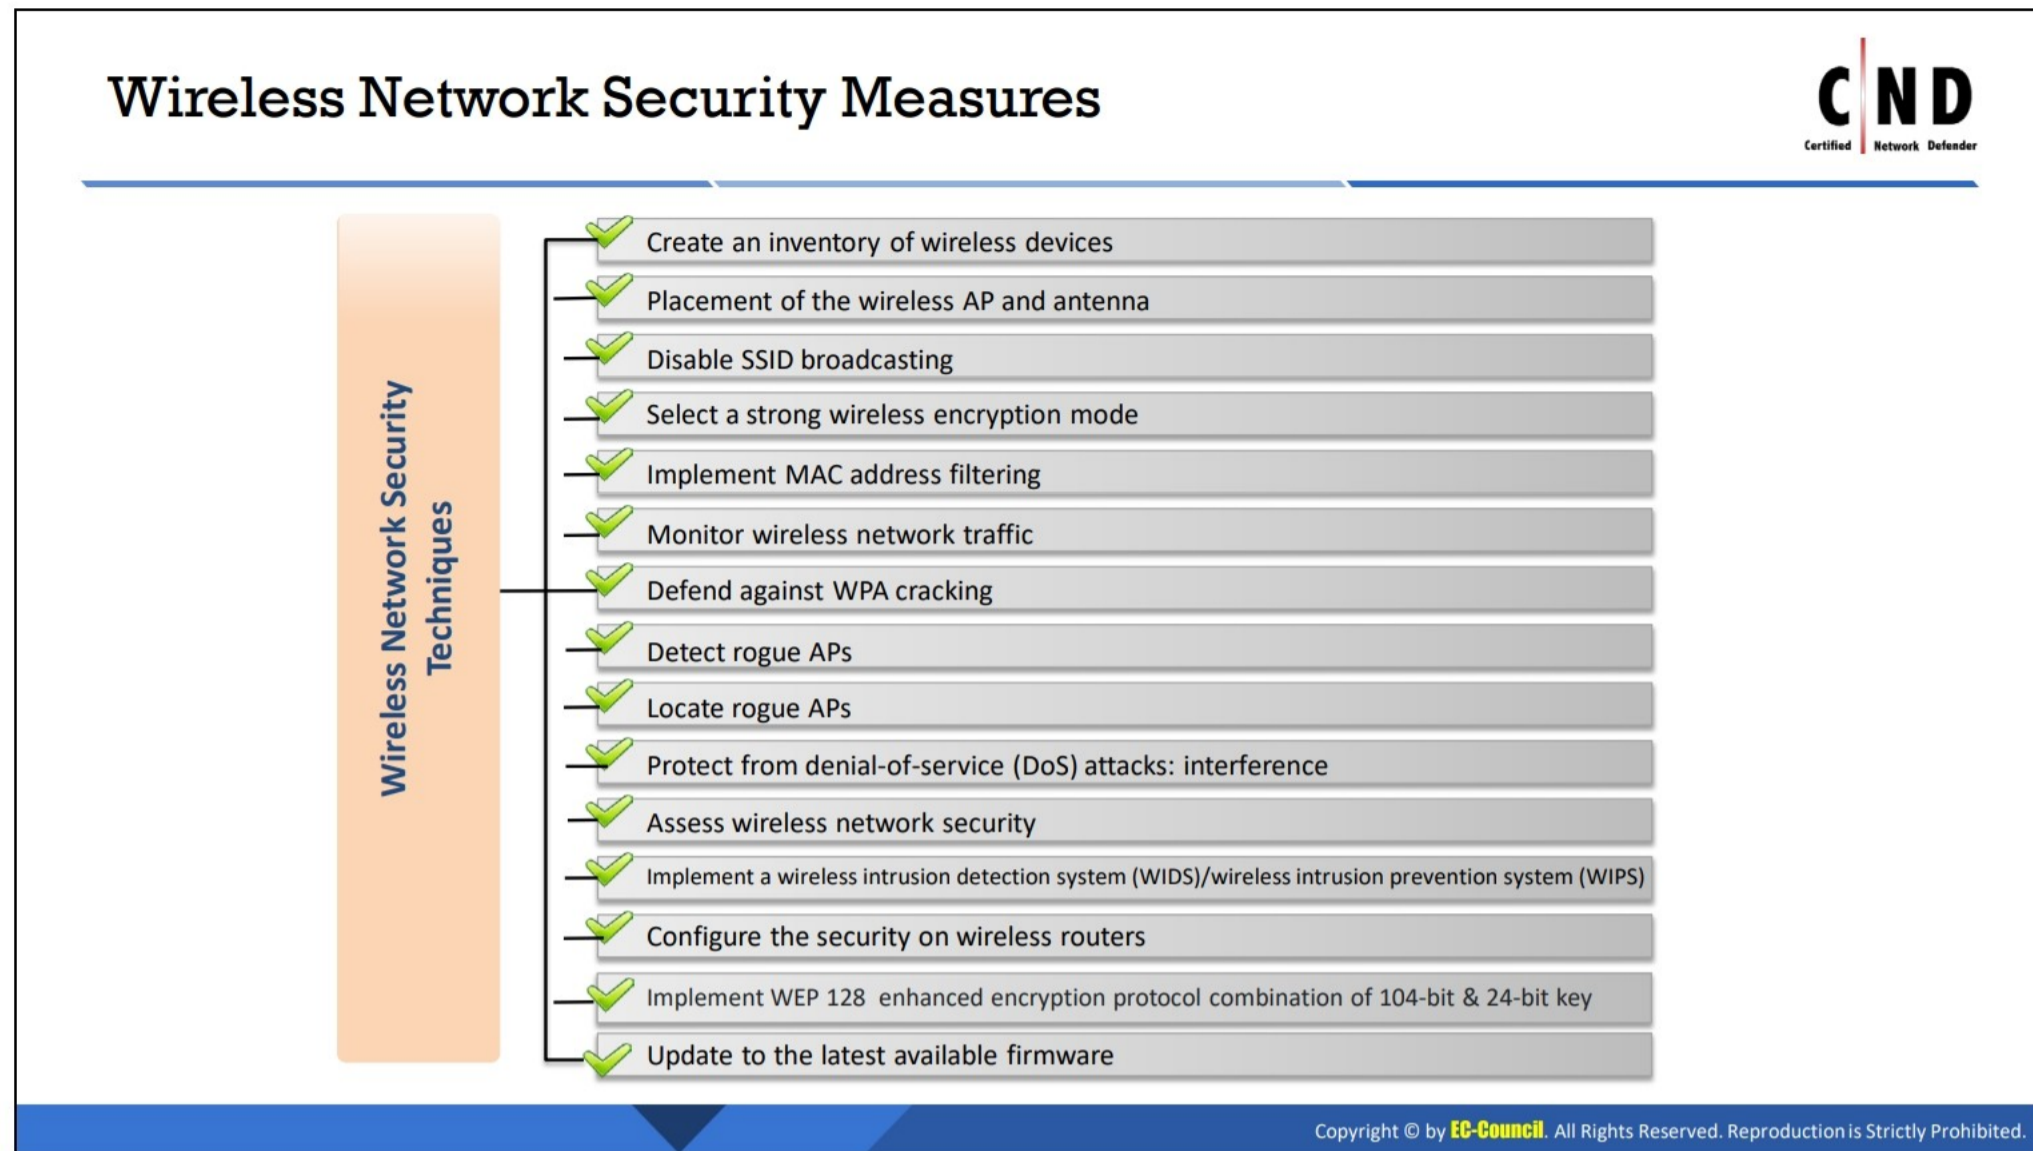 Wireless Network Security Measures
C ND
Certified Network Defender
Wireless Network Security
Techniques
Create an inventory of wireless devices
Placement of the wireless AP and antenna
Disable SSID broadcasting
Select a strong wireless encryption mode
Implement MAC address filtering
Monitor wireless network traffic
Defend against WPA cracking
Detect rogue APs
Locate rogue APs
Protect from denial-of-service (DoS) attacks: interference
Assess wireless network security
Implement a wireless intrusion detection system (WIDS)/wireless intrusion prevention system (WIPS)
Configure the security on wireless routers
Implement WEP 128 enhanced encryption protocol combination of 104-bit & 24-bit key
Update to the latest available firmware
Copyright © by EC-Council. All Rights Reserved. Reproduction is Strictly Prohibited.